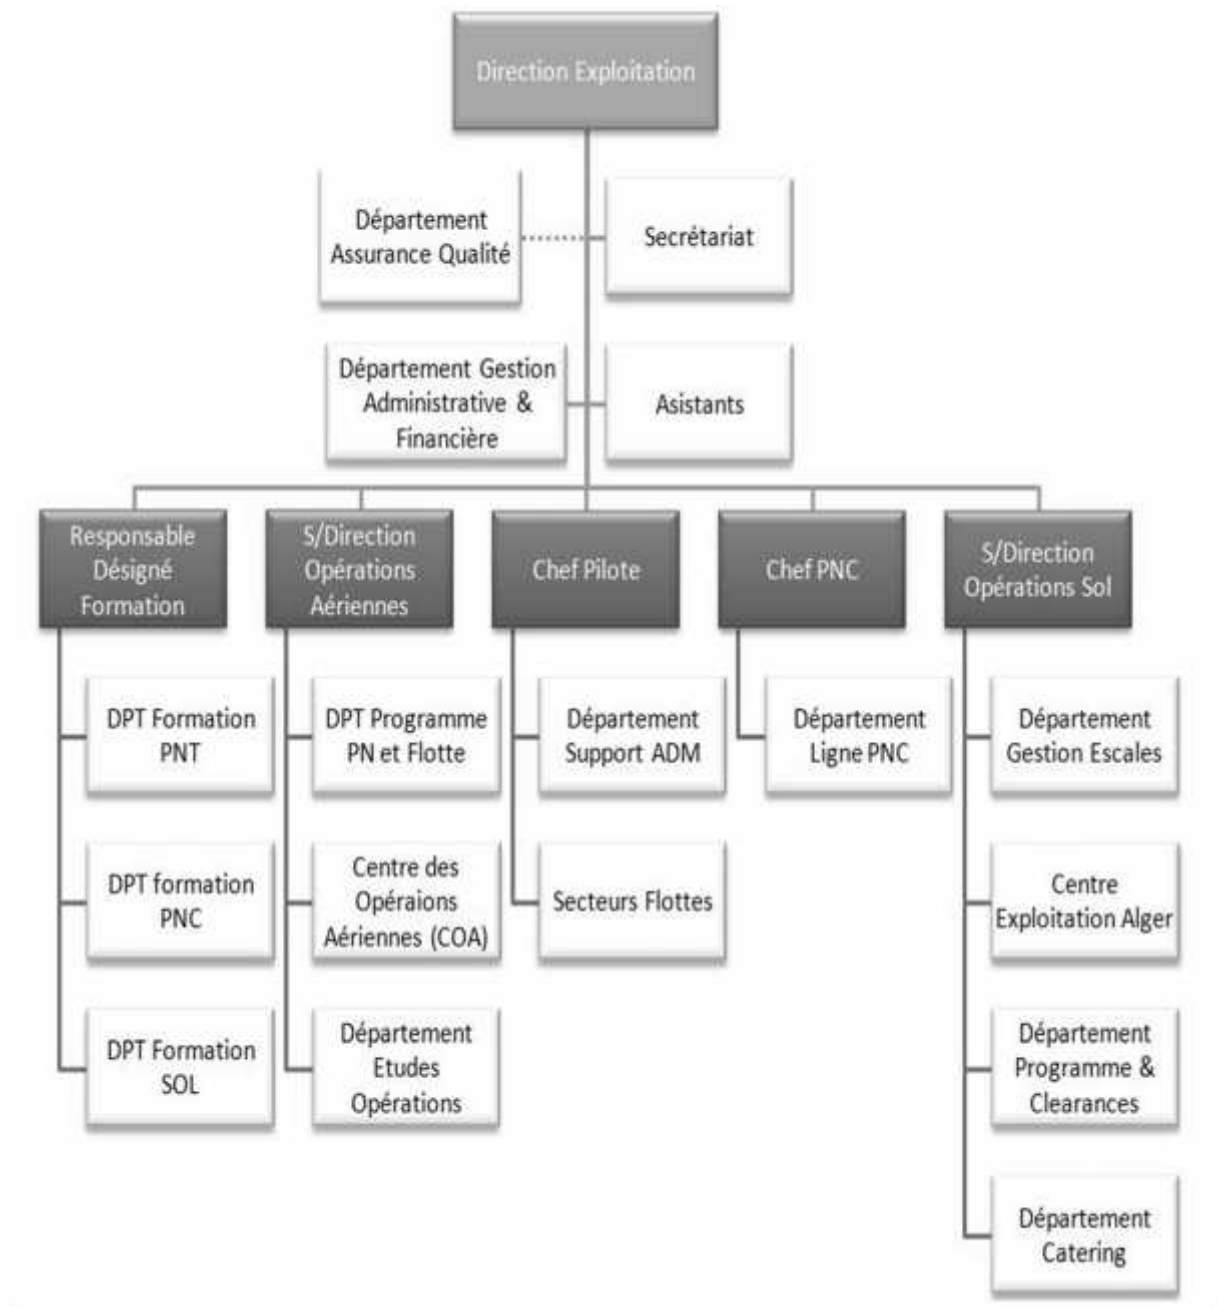 Direction Exploitation
Département
Assurance Qualité
Secrétariat
Département Gestion
Administrative &
Financière
Asistants
Responsable
Désigné
Formation
S/Direction
Opérations
Aériennes
Chef Pilote
Chef PNC
S/Direction
Opérations Sol
DPT Formation
PNT
DPT Programme
PN et Flotte
Département
Support ADM
Département
Ligne PNC
Département
Gestion Escales
DPT formation
PNC
Centre des
Opéraions
Aériennes (COA)
Secteurs Flottes
Centre
Exploitation Alger
DPT Formation
SOL
Département
Etudes
Opérations
Département
Programme &
Clearances
Département
Catering